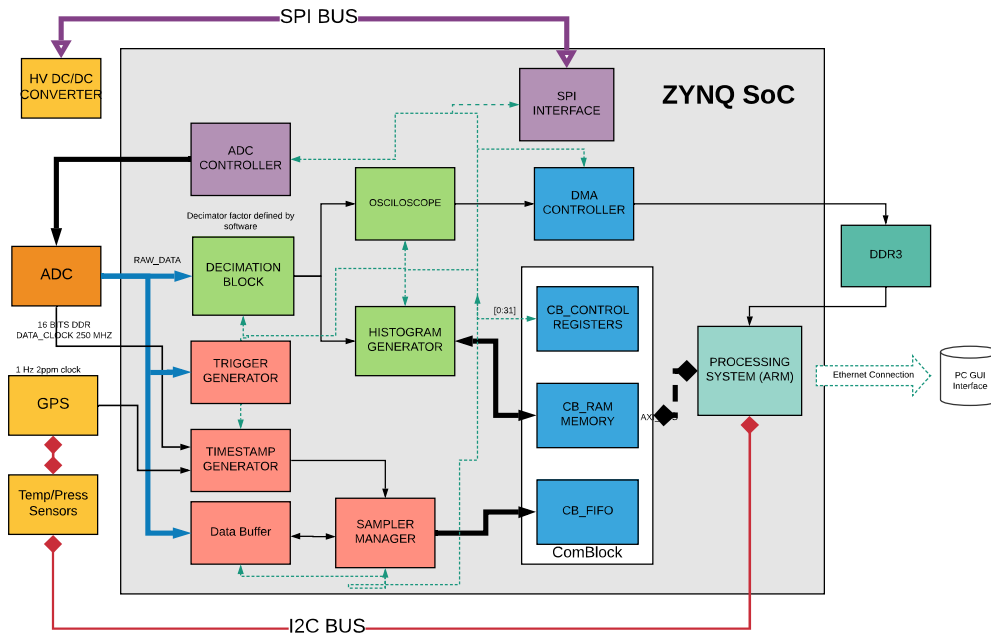 SPI BUS
HV DC/DC
CONVERTER
SPI
INTERFACE
ZYNQ SoC
ADC
CONTROLLER
OSCILOSCOPE
DMA
CONTROLLER
Decimator factor defined by
software
RAW_DATA
DECIMATION
BLOCK
ADC
DDR3
[0:31]
CB_CONTROL
REGISTERS
16 BITS DDR
DATA_CLOCK 250 MHZ
HISTOGRAM
GENERATOR
TRIGGER
GENERATOR
PROCESSING
SYSTEM (ARM)
Ethernet Connection
PC GUI
Interface
1 Hz 2ppm clock
GPS
CB_RAM
MEMORY
TIMESTAMP
GENERATOR
Temp/Press
Sensors
Data Buffer
SAMPLER
MANAGER
CB_FIFO
ComBlock
I2C BUS